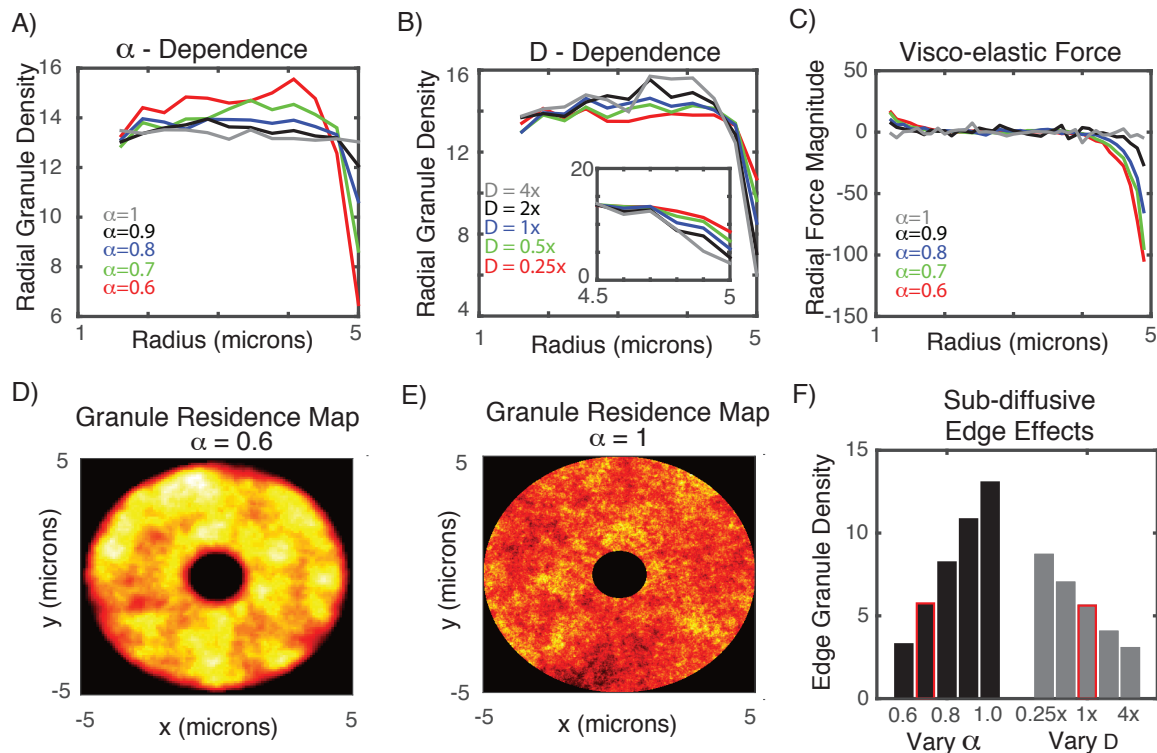 A)
α - Dependence
Radial Granule Density
16
14
12
10
8
6
α=1
α=0.9
α=0.8
α=0.7
α=0.6
1
5
Radius (microns)
B)
D - Dependence
Radial Granule Density
16
14
12
10
8
6
4
D = 4x
D = 2x
D = 1x
D = 0.5x
D = 0.25x
20
0
4.5
5
1
5
Radius (microns)
C)
Visco-elastic Force
Radial Force Magnitude
50
0
-50
-100
-150
α=1
α=0.9
α=0.8
α=0.7
α=0.6
1
5
Radius (microns)
D)
Granule Residence Map
α = 0.6
y (microns)
5
-5
-5
5
x (microns)
E)
Granule Residence Map
α = 1
y (microns)
5
-5
-5
5
x (microns)
F)
Sub-diffusive
Edge Effects
Edge Granule Density
15
10
5
0
0.6 0.8 1.0 0.25x 1x 4x
Vary α Vary D